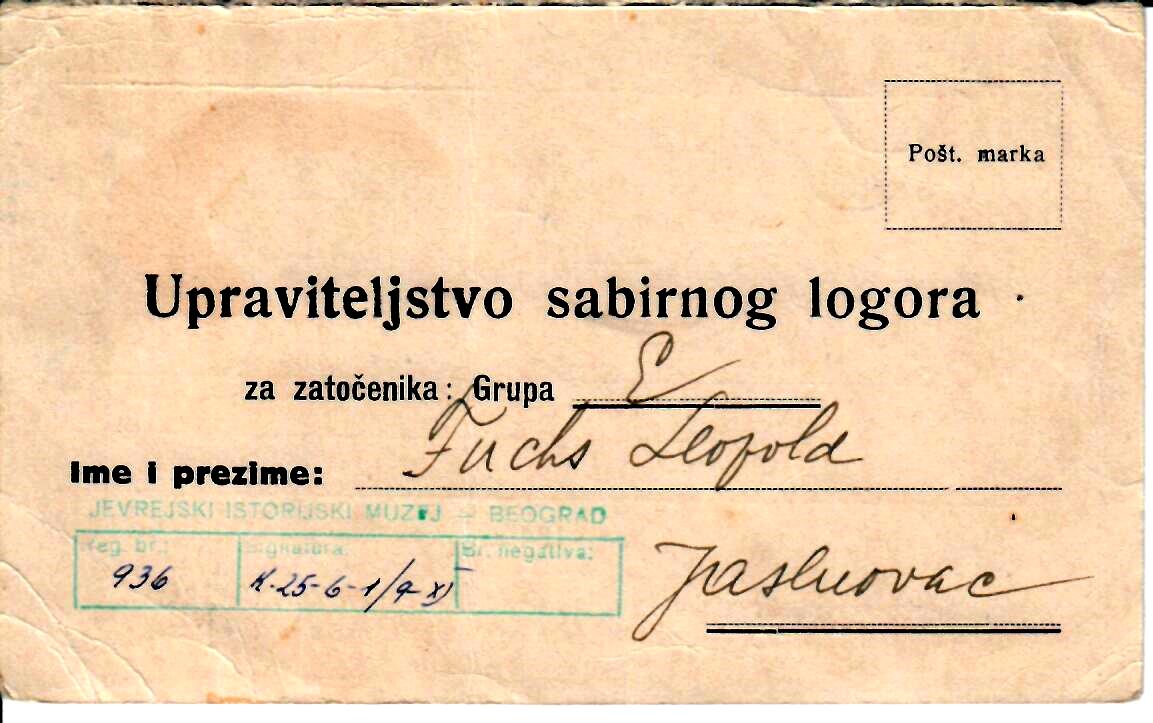 Pošt. marka
Upraviteljstvo sabirnog logora
za zatočenika: Grupa E
Ime i prezime: Fuchs Leopold
JEVREJSKI ISTORIJSKI MUZEJ — BEOGRAD
Reg. br.: Signatura: Br. negativa:
936 K.25-6-1/9-XI
Jasenovac